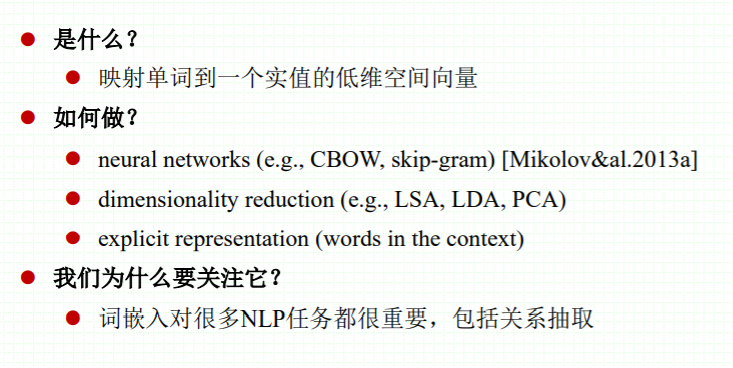 是什么？
映射单词到一个实值的低维空间向量
如何做？
neural networks (e.g., CBOW, skip-gram) [Mikolov&al.2013a]
dimensionality reduction (e.g., LSA, LDA, PCA)
explicit representation (words in the context)
我们为什么要关注它？
词嵌入对很多NLP任务都很重要，包括关系抽取